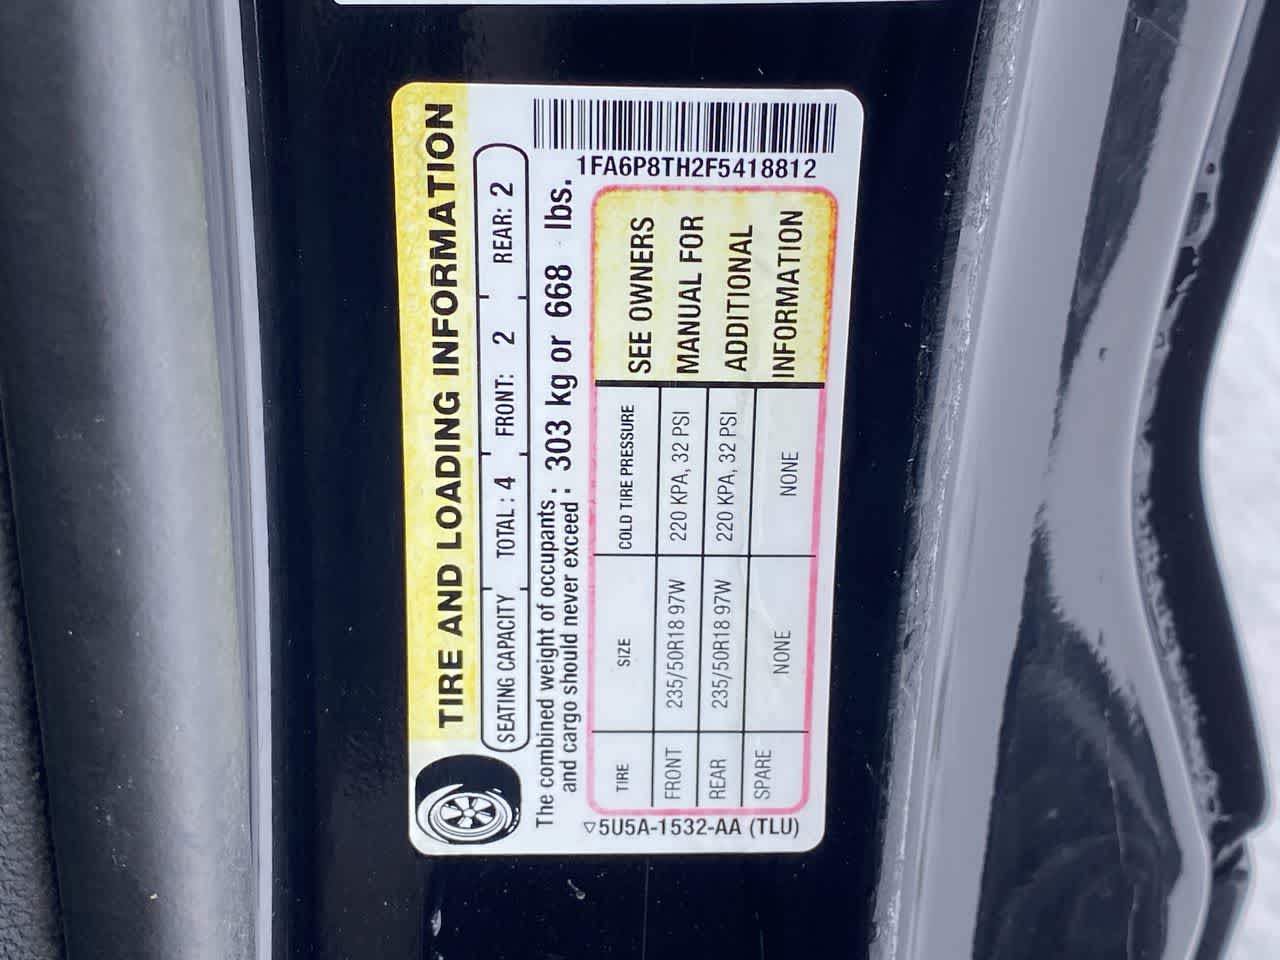 TIRE AND LOADING INFORMATION
SEATING CAPACITY TOTAL : 4 FRONT: 2 REAR: 2
The combined weight of occupants : 303 kg or 668 lbs.
and cargo should never exceed :
TIRE SIZE COLD TIRE PRESSURE
FRONT 235/50R18 97W 220 KPA, 32 PSI
REAR 235/50R18 97W 220 KPA, 32 PSI
SPARE NONE NONE
SEE OWNERS
MANUAL FOR
ADDITIONAL
INFORMATION
5U5A-1532-AA (TLU)
1FA6P8TH2F5418812